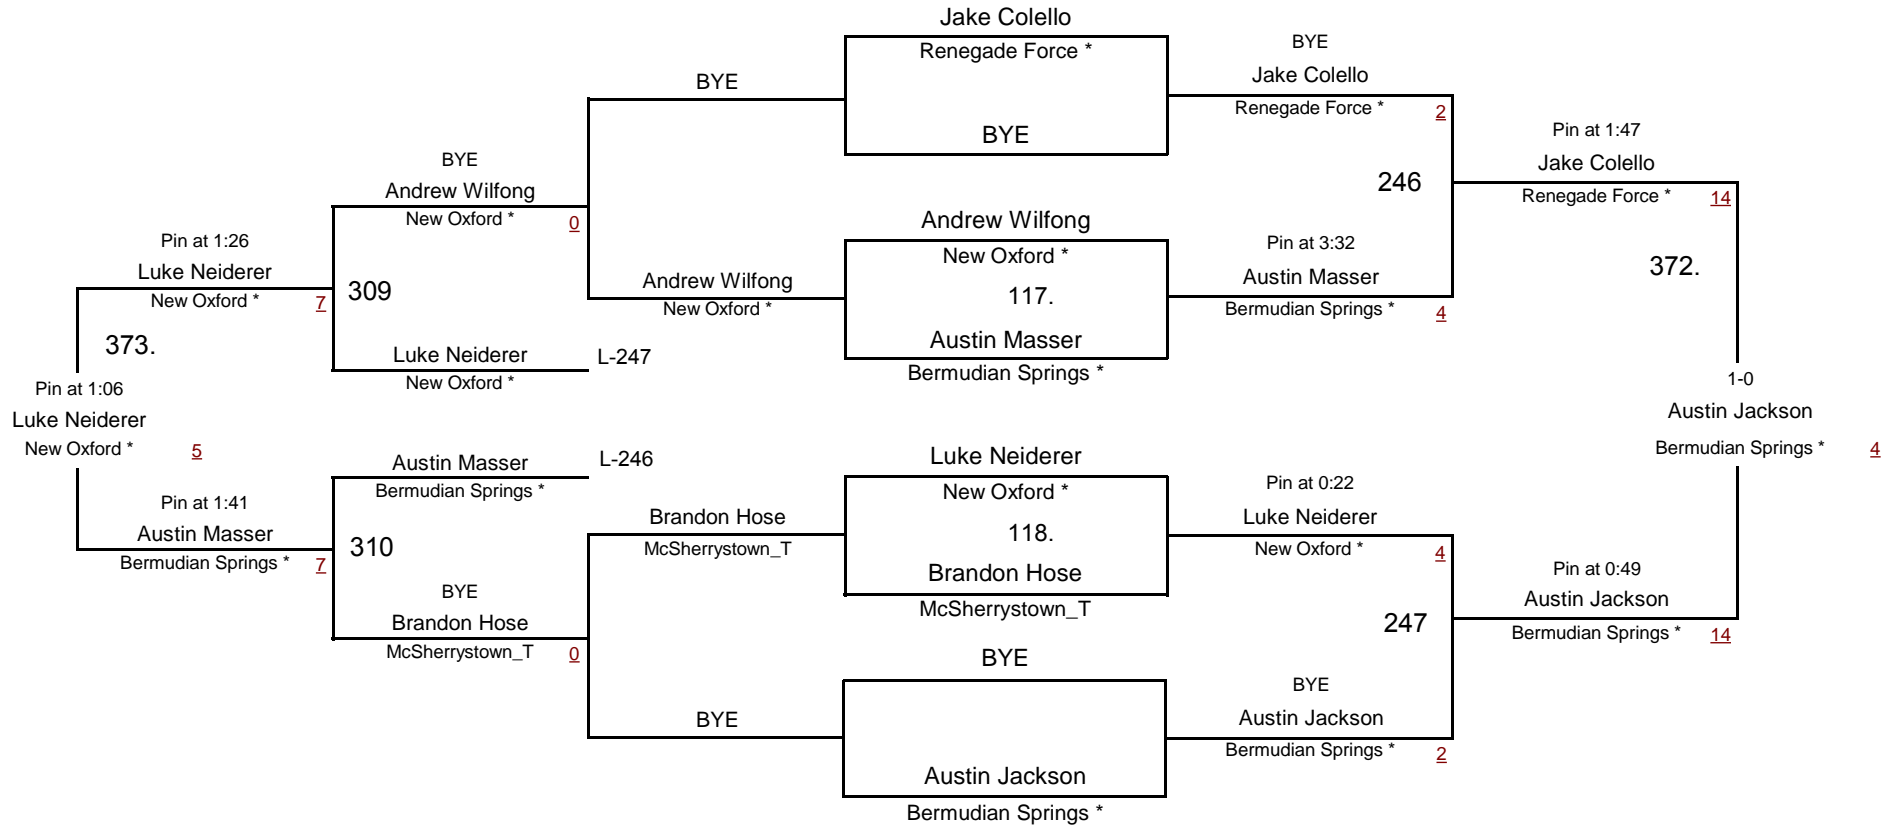 Jake Colello
Renegade Force *
BYE
BYE
BYE
Jake Colello
Renegade Force *
2
Pin at 1:47
Jake Colello
Renegade Force *
14
BYE
Andrew Wilfong
New Oxford *
0
246
Andrew Wilfong
New Oxford *
117.
Austin Masser
Bermudian Springs *
Pin at 3:32
Austin Masser
Bermudian Springs *
4
372.
Pin at 1:26
Luke Neiderer
New Oxford *
7
309
Andrew Wilfong
New Oxford *
373.
Luke Neiderer
New Oxford *
L-247
Pin at 1:06
Luke Neiderer
New Oxford *
5
1-0
Austin Jackson
Bermudian Springs *
4
Austin Masser
Bermudian Springs *
L-246
Luke Neiderer
New Oxford *
118.
Brandon Hose
McSherrystown_T
Pin at 0:22
Luke Neiderer
New Oxford *
4
Pin at 1:41
Austin Masser
Bermudian Springs *
7
310
Brandon Hose
McSherrystown_T
BYE
Brandon Hose
McSherrystown_T
0
247
Pin at 0:49
Austin Jackson
Bermudian Springs *
14
BYE
BYE
Austin Jackson
Bermudian Springs *
BYE
Austin Jackson
Bermudian Springs *
2